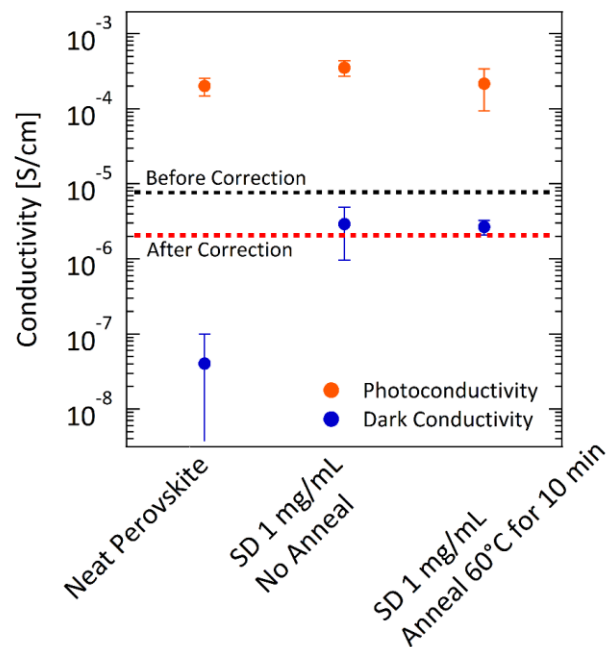 Conductivity [S/cm]
10⁻³
10⁻⁴
10⁻⁵
10⁻⁶
10⁻⁷
10⁻⁸
Before Correction
After Correction
Photoconductivity
Dark Conductivity
Neat Perovskite
SD 1 mg/mL
No Anneal
SD 1 mg/mL
Anneal 60°C for 10 min